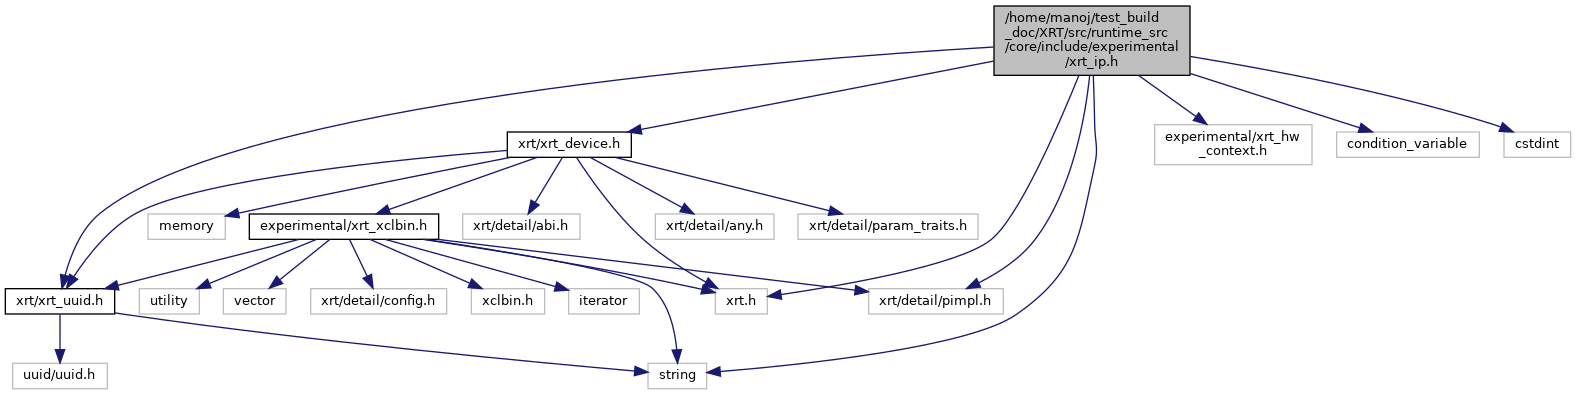 /home/manoj/test_build
_doc/XRT/src/runtime_src
/core/include/experimental
/xrt_ip.h
xrt/xrt_device.h
experimental/xrt_hw
_context.h
condition_variable
cstdint
memory
experimental/xrt_xclbin.h
xrt/detail/abi.h
xrt/detail/any.h
xrt/detail/param_traits.h
xrt/xrt_uuid.h
utility
vector
xrt/detail/config.h
xclbin.h
iterator
xrt.h
xrt/detail/pimpl.h
uuid/uuid.h
string